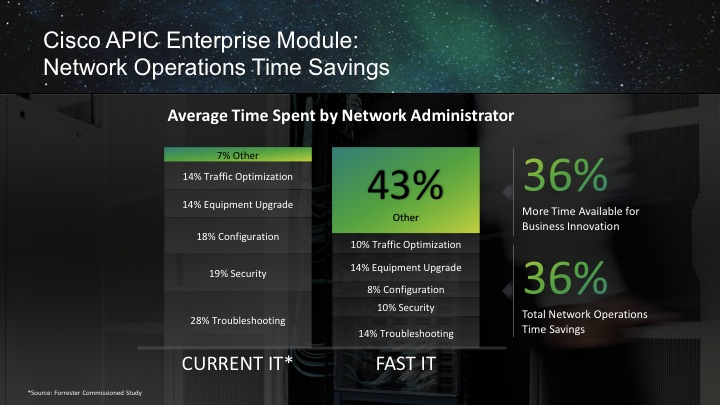 Cisco APIC Enterprise Module:
Network Operations Time Savings
Average Time Spent by Network Administrator
7% Other
14% Traffic Optimization
14% Equipment Upgrade
18% Configuration
19% Security
28% Troubleshooting
CURRENT IT*
43%
Other
10% Traffic Optimization
14% Equipment Upgrade
8% Configuration
10% Security
14% Troubleshooting
FAST IT
36%
More Time Available for
Business Innovation
36%
Total Network Operations
Time Savings
*Source: Forrester Commissioned Study